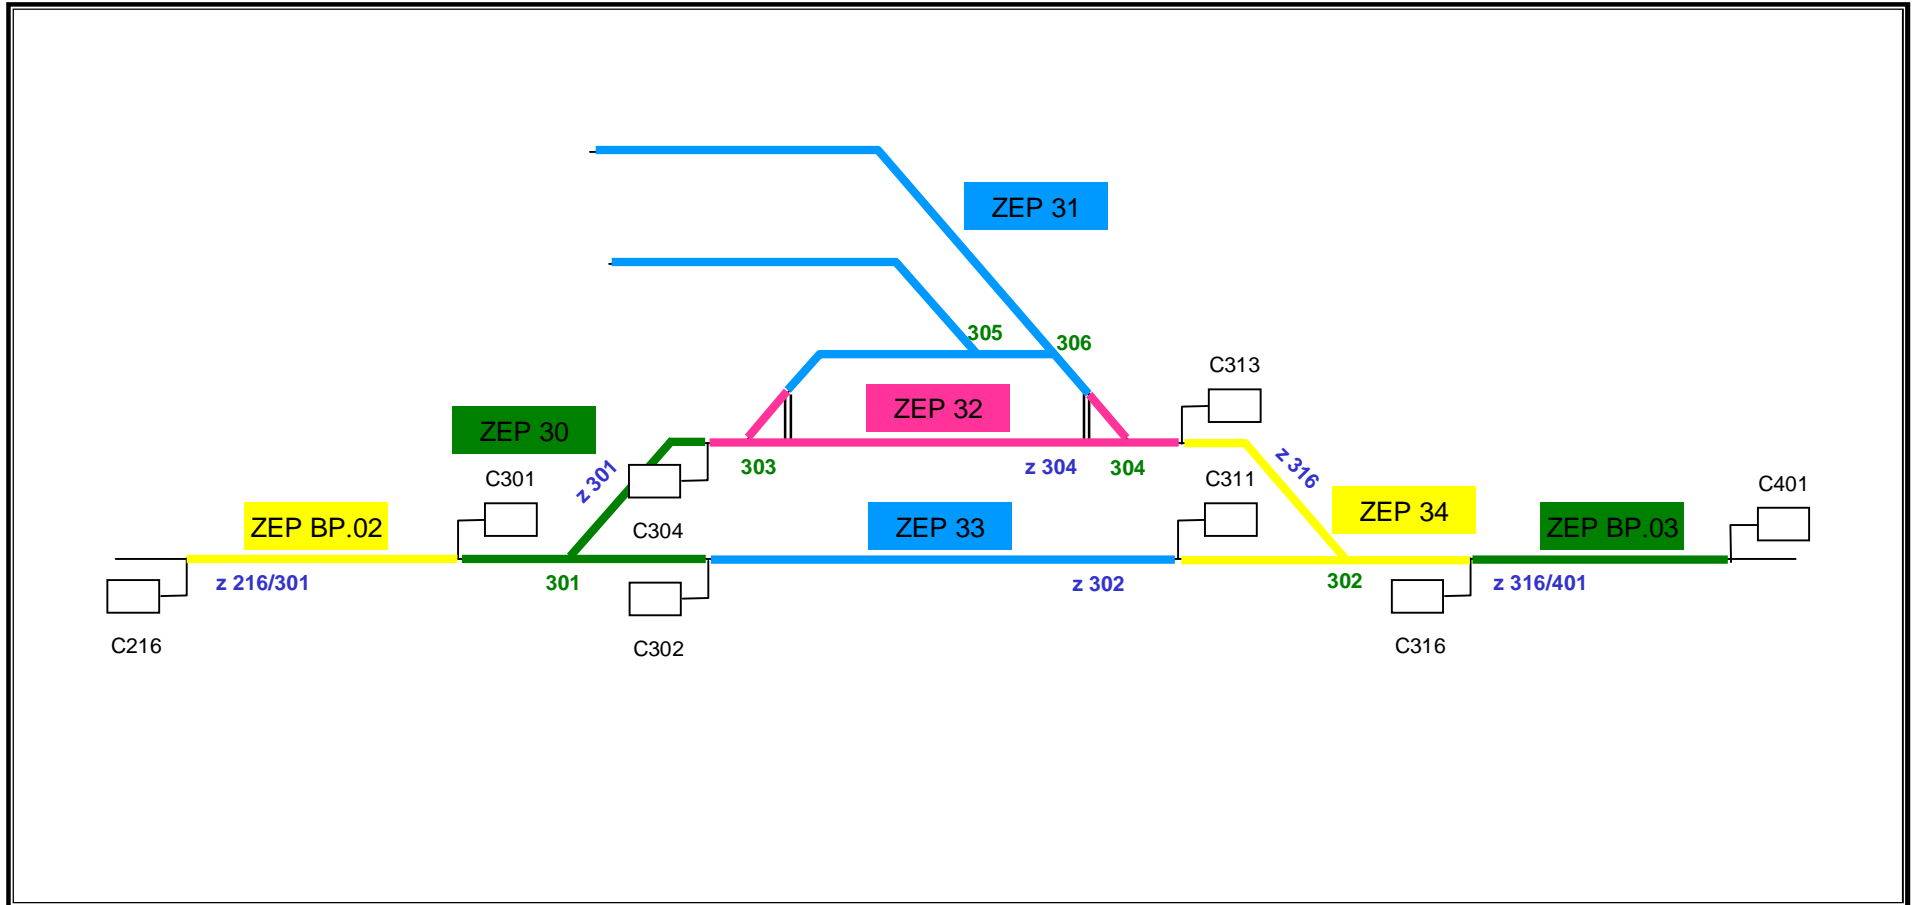 ZEP 31
305
306
C313
ZEP 32
ZEP 30
303
z 304
304
z 301
C301
z 316
C311
C401
ZEP BP.02
C304
ZEP 33
ZEP 34
ZEP BP.03
z 216/301
301
z 302
302
z 316/401
C216
C302
C316